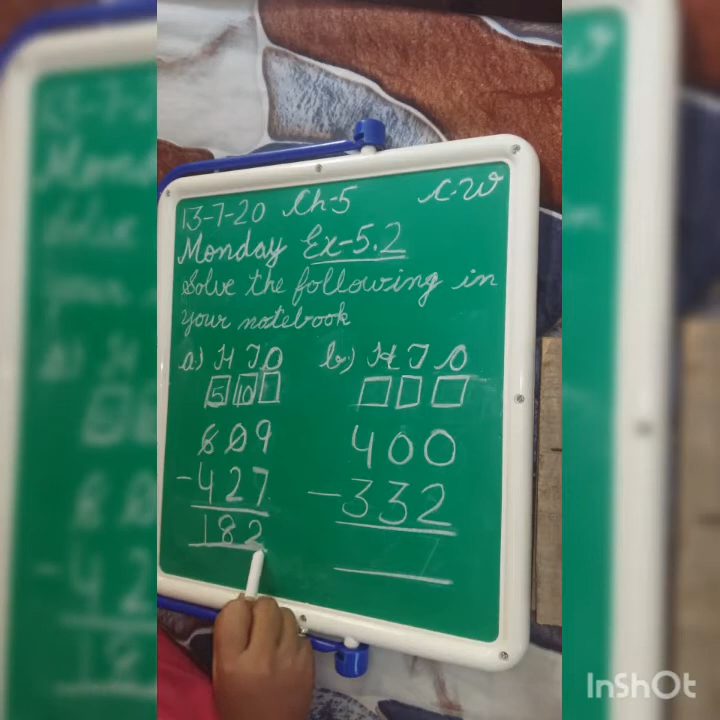 13-7-20 Ch-5 C.W
Monday Ex-5.2
Solve the following in
your notebook
a) H T O b) H T O
5 10
609 400
-427 -332
182
InShOt